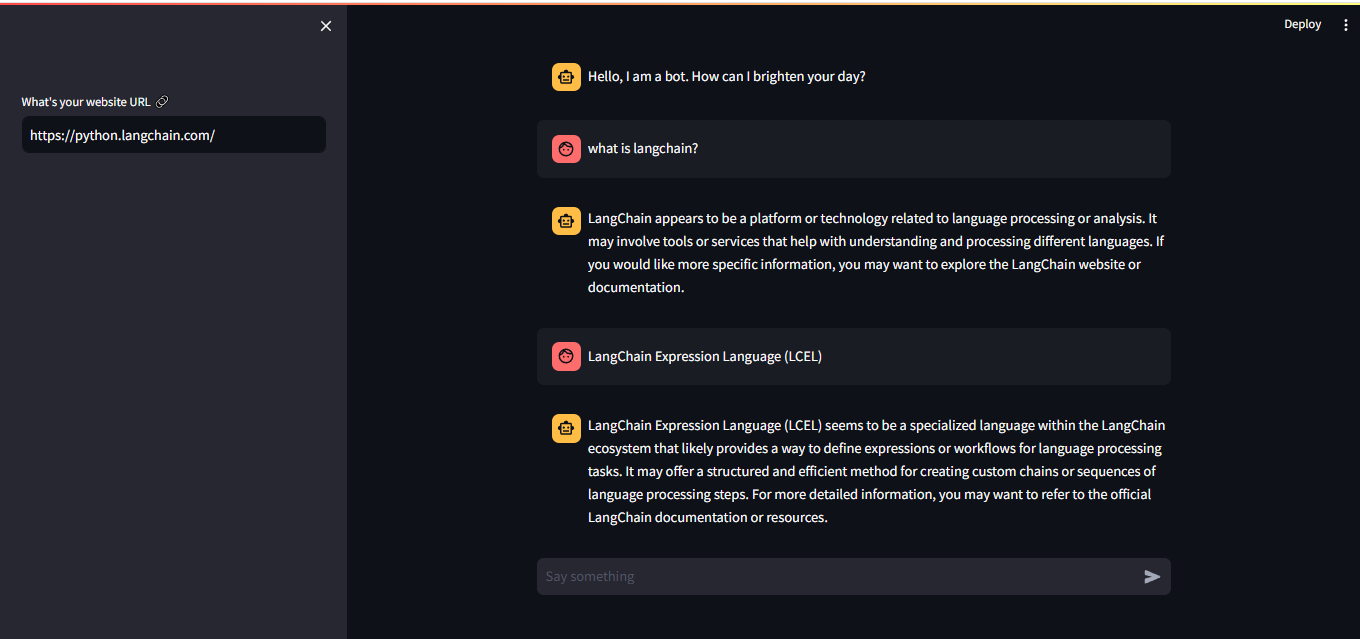 Deploy
What's your website URL
https://python.langchain.com/
Hello, I am a bot. How can I brighten your day?
what is langchain?
LangChain appears to be a platform or technology related to language processing or analysis. It
may involve tools or services that help with understanding and processing different languages. If
you would like more specific information, you may want to explore the LangChain website or
documentation.
LangChain Expression Language (LCEL)
LangChain Expression Language (LCEL) seems to be a specialized language within the LangChain
ecosystem that likely provides a way to define expressions or workflows for language processing
tasks. It may offer a structured and efficient method for creating custom chains or sequences of
language processing steps. For more detailed information, you may want to refer to the official
LangChain documentation or resources.
Say something